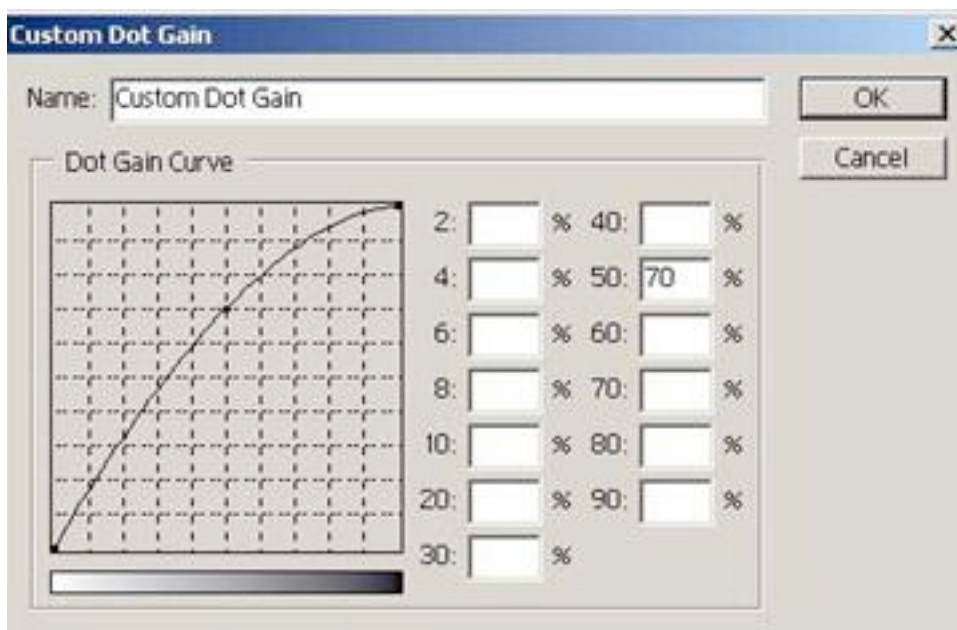 Custom Dot Gain
Name: Custom Dot Gain
OK
Cancel
Dot Gain Curve
2: % 40: %
4: % 50: 70 %
6: % 60: %
8: % 70: %
10: % 80: %
20: % 90: %
30: %